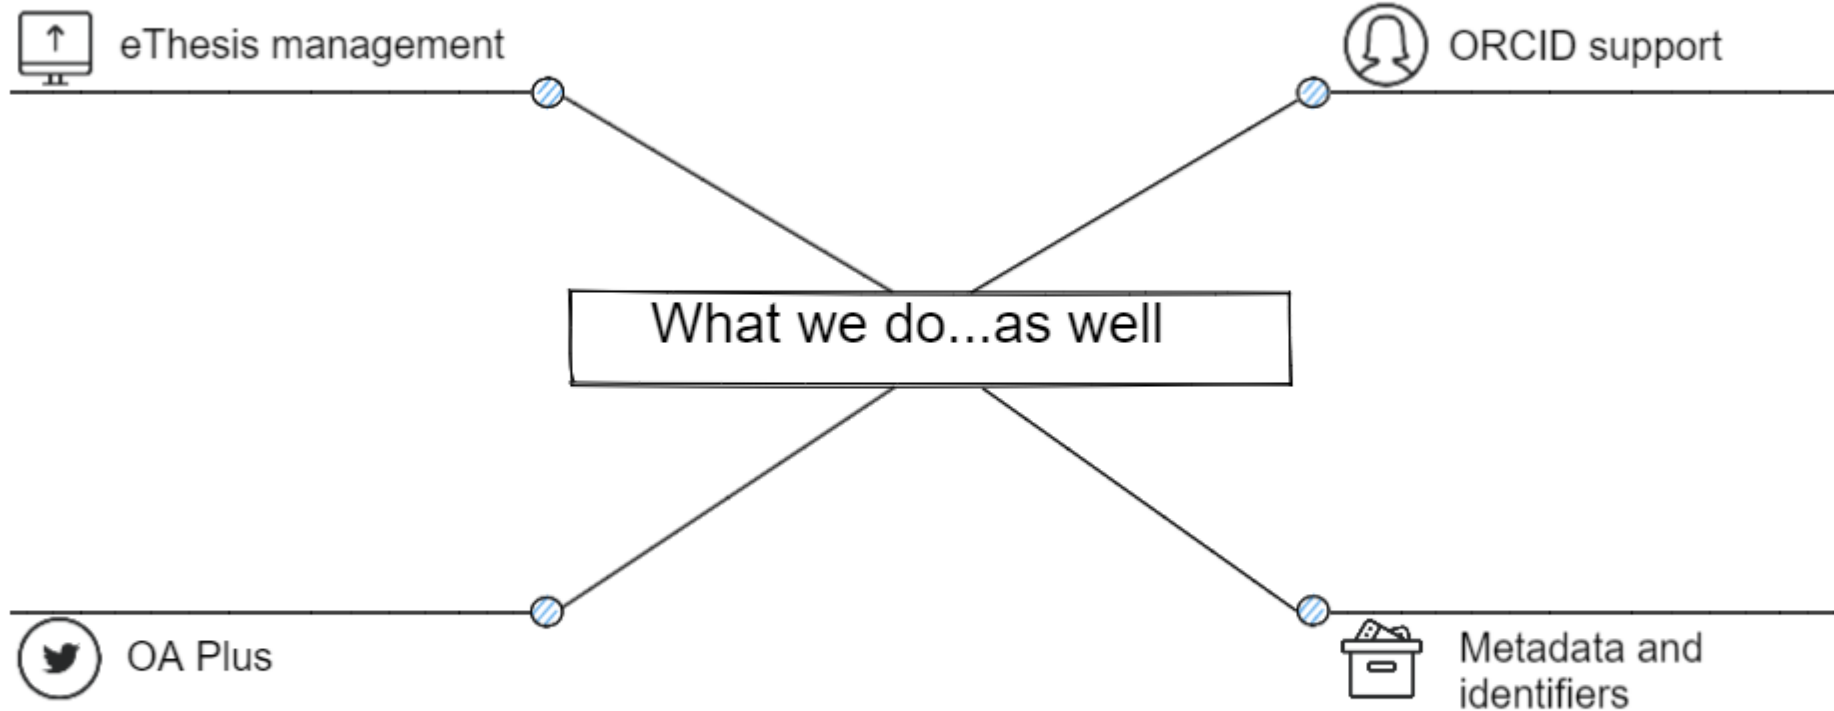 eThesis management
ORCID support
What we do...as well
OA Plus
Metadata and
identifiers